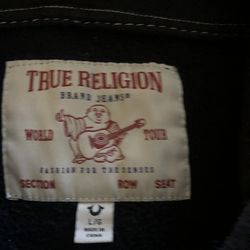 TRUE RELIGION
BRAND JEANS®
WORLD TOUR
FASHION FOR THE SENSES
SECTION ROW SEAT
L/G
MADE IN
CHINA